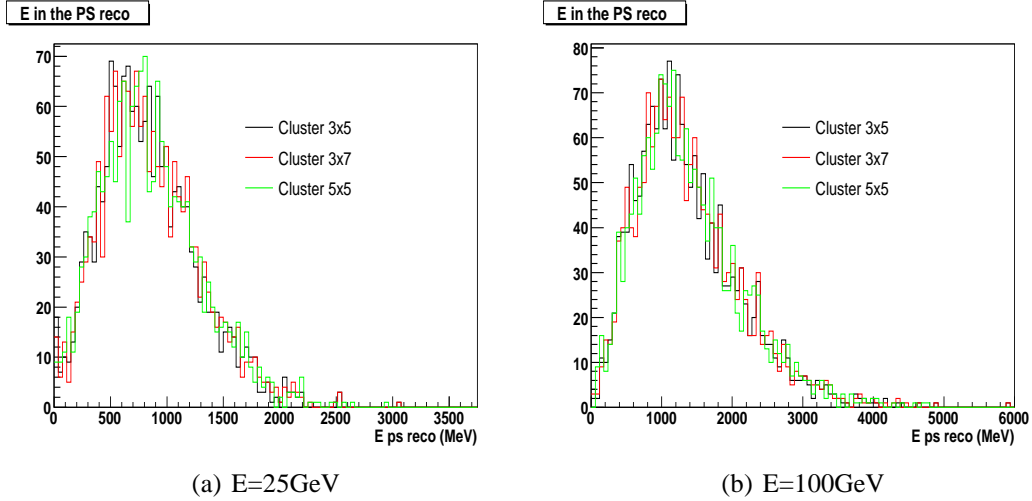 E in the PS reco
70
60
50
40
30
20
10
0
0 500 1000 1500 2000 2500 3000 3500
E ps reco (MeV)
Cluster 3x5
Cluster 3x7
Cluster 5x5
(a) E=25GeV
E in the PS reco
80
70
60
50
40
30
20
10
0
0 1000 2000 3000 4000 5000 6000
E ps reco (MeV)
Cluster 3x5
Cluster 3x7
Cluster 5x5
(b) E=100GeV